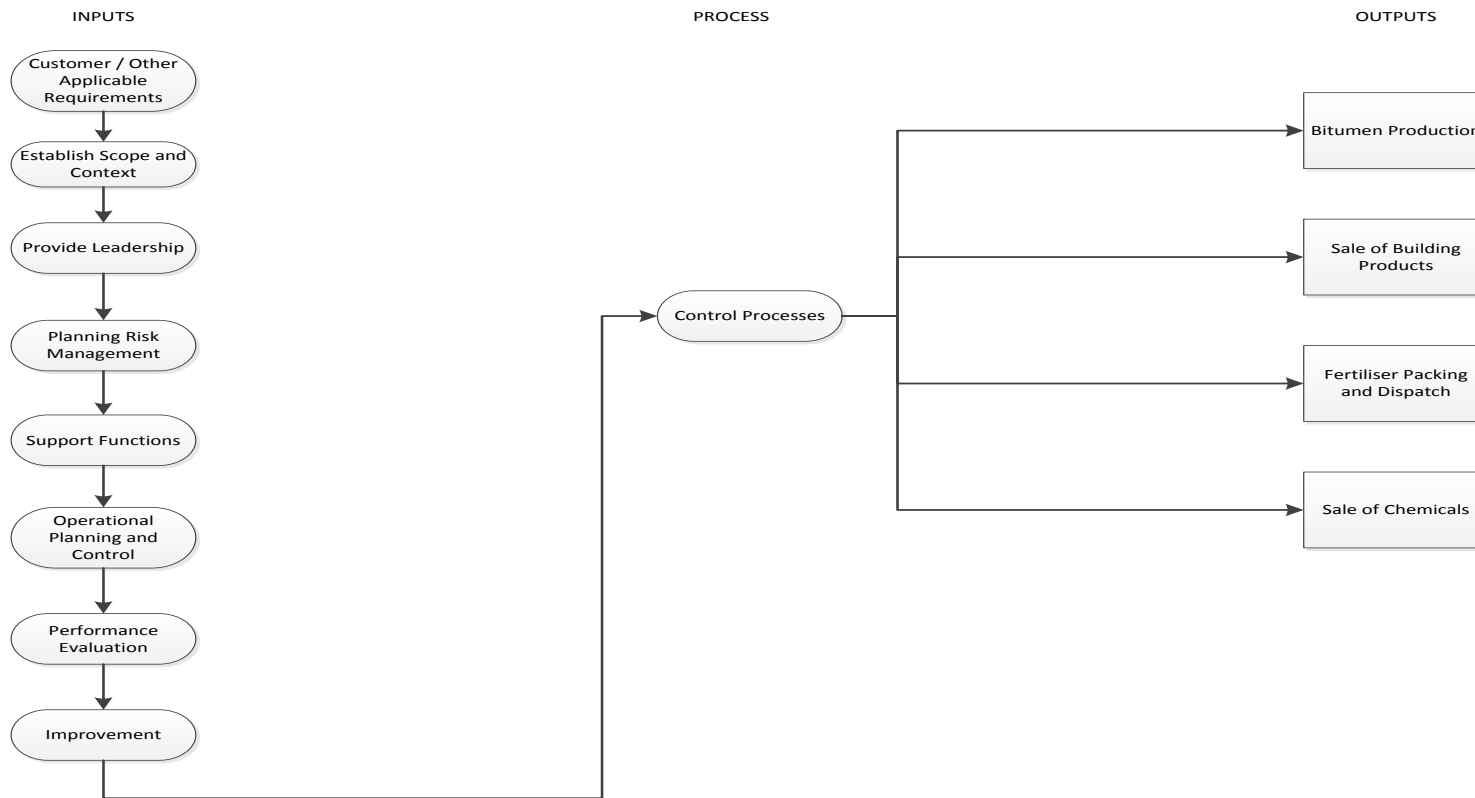 INPUTS
PROCESS
OUTPUTS
Customer / Other
Applicable
Requirements
Establish Scope and
Context
Provide Leadership
Planning Risk
Management
Support Functions
Operational
Planning and
Control
Performance
Evaluation
Improvement
Control Processes
Bitumen Production
Sale of Building
Products
Fertiliser Packing
and Dispatch
Sale of Chemicals